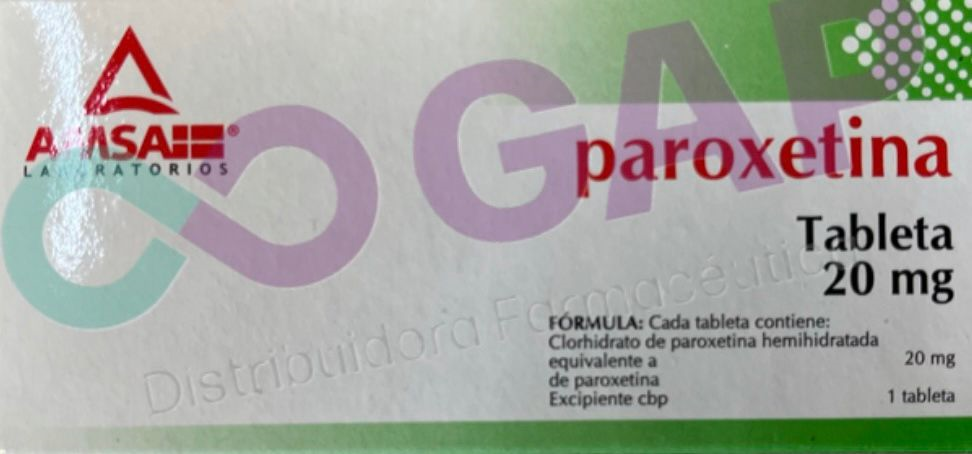 GAP
AMSA®
LABORATORIOS
paroxetina
Tableta
20 mg
Distribuidora Farmacéutica
FÓRMULA: Cada tableta contiene:
Clorhidrato de paroxetina hemihidratada
equivalente a 20 mg
de paroxetina
Excipiente cbp 1 tableta